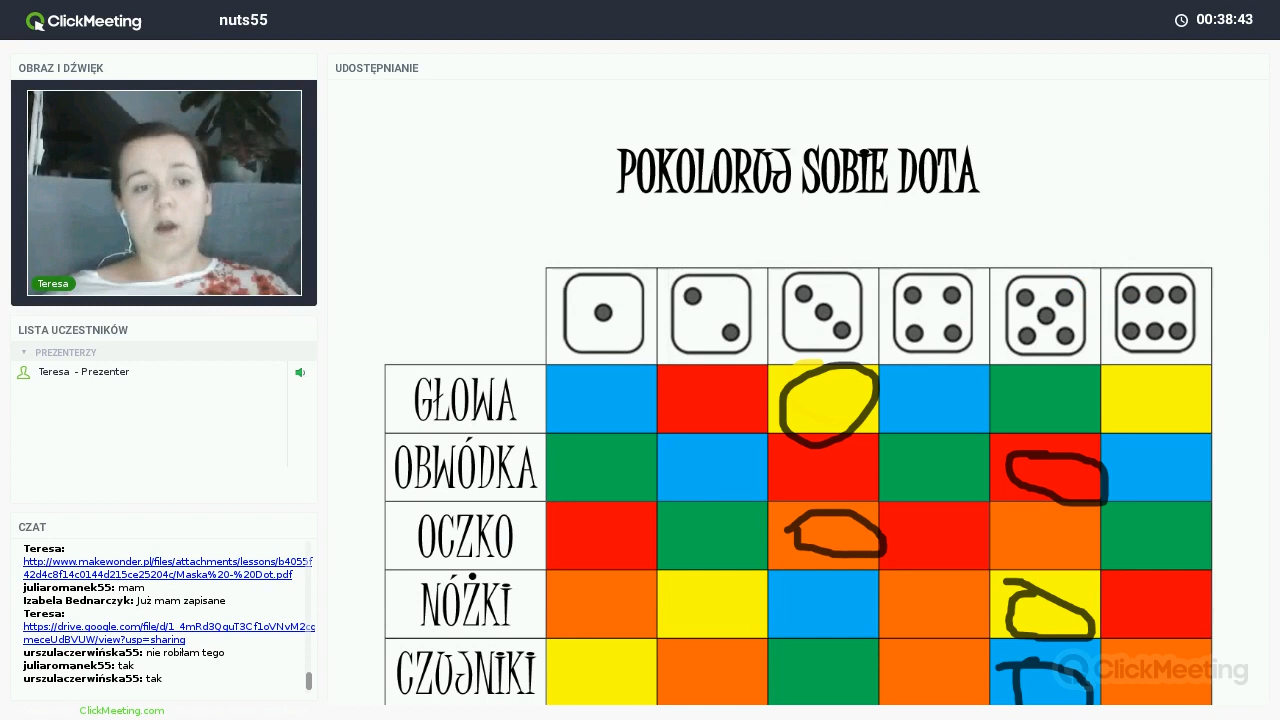 ClickMeeting
nuts55
00:38:43
OBRAZ I DŹWIĘK
Teresa
LISTA UCZESTNIKÓW
PREZENTERZY
Teresa - Prezenter
CZAT
Teresa:
http://www.makewonder.pl/files/attachments/lessons/b4055f
42d4c8f14c0144d215ce25204c/Maska%20-%20Dot.pdf
juliaromanek55: mam
Izabela Bednarczyk: Już mam zapisane
Teresa:
https://drive.google.com/file/d/1_4mRd3QguT3Cf1oVNvM2cg
meceUdBVUW/view?usp=sharing
urszulaczerwińska55: nie robiłam tego
juliaromanek55: tak
urszulaczerwińska55: tak
ClickMeeting.com
UDOSTĘPNIANIE
POKOLORUJ SOBIE DOTA
GŁOWA
OBWÓDKA
OCZKO
NÓŻKI
CZUJNIKI
ClickMeeting